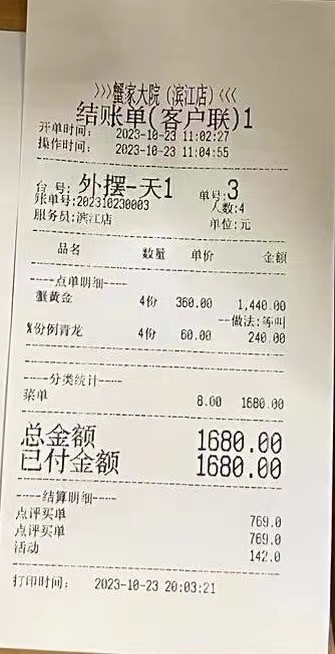 >>>蟹家大院(滨江店)<<<
结账单(客户联)1
开单时间: 2023-10-23 11:02:27
操作时间: 2023-10-23 11:04:55
台号:外摆-天1 单号:3
账单号:202310230003 人数:4
服务员:滨江店 单位:元
品名 数量 单价 金额
-----点单明细-----
蟹黄金 4份 360.00 1,440.00
--做法:等叫
%份例青龙 4份 60.00 240.00
-----分类统计-----
菜单 8.00 1680.00
总金额 1680.00
已付金额 1680.00
-----结算明细-----
点评买单 769.0
点评买单 769.0
活动 142.0
打印时间: 2023-10-23 20:03:21